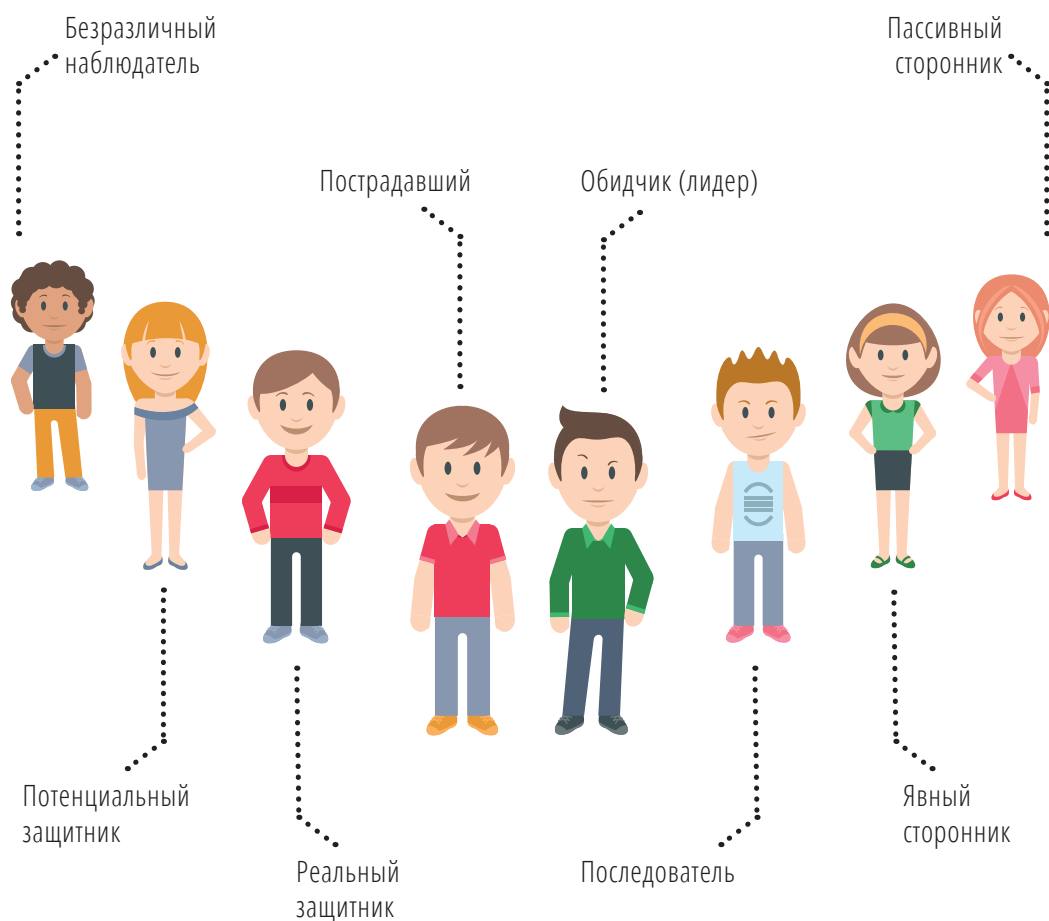 Безразличный
наблюдатель
Пассивный
сторонник
Пострадавший
Обидчик (лидер)
Потенциальный
защитник
Реальный
защитник
Последователь
Явный
сторонник